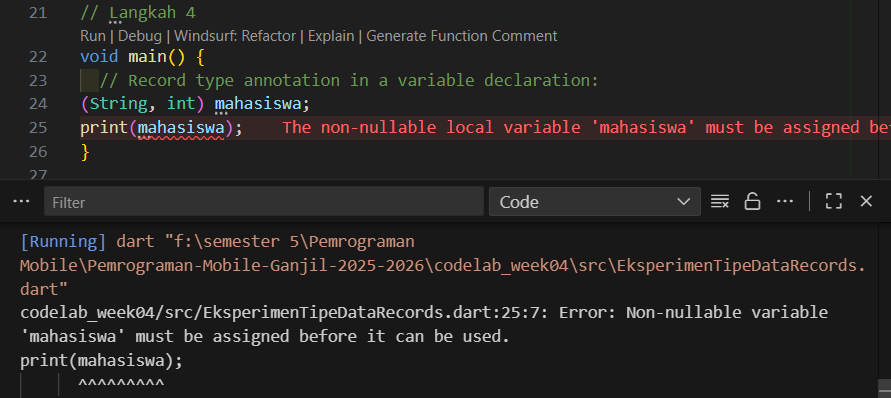 21 // Langkah 4
Run | Debug | Windsurf: Refactor | Explain | Generate Function Comment
22 void main() {
23 // Record type annotation in a variable declaration:
24 (String, int) mahasiswa;
25 print(mahasiswa); The non-nullable local variable 'mahasiswa' must be assigned be
26 }
27
··· Filter Code ···
[Running] dart "f:\semester 5\Pemrograman
Mobile\Pemrograman-Mobile-Ganjil-2025-2026\codelab_week04\src\EksperimenTipeDataRecords.
dart"
codelab_week04/src/EksperimenTipeDataRecords.dart:25:7: Error: Non-nullable variable
'mahasiswa' must be assigned before it can be used.
print(mahasiswa);
^^^^^^^^^